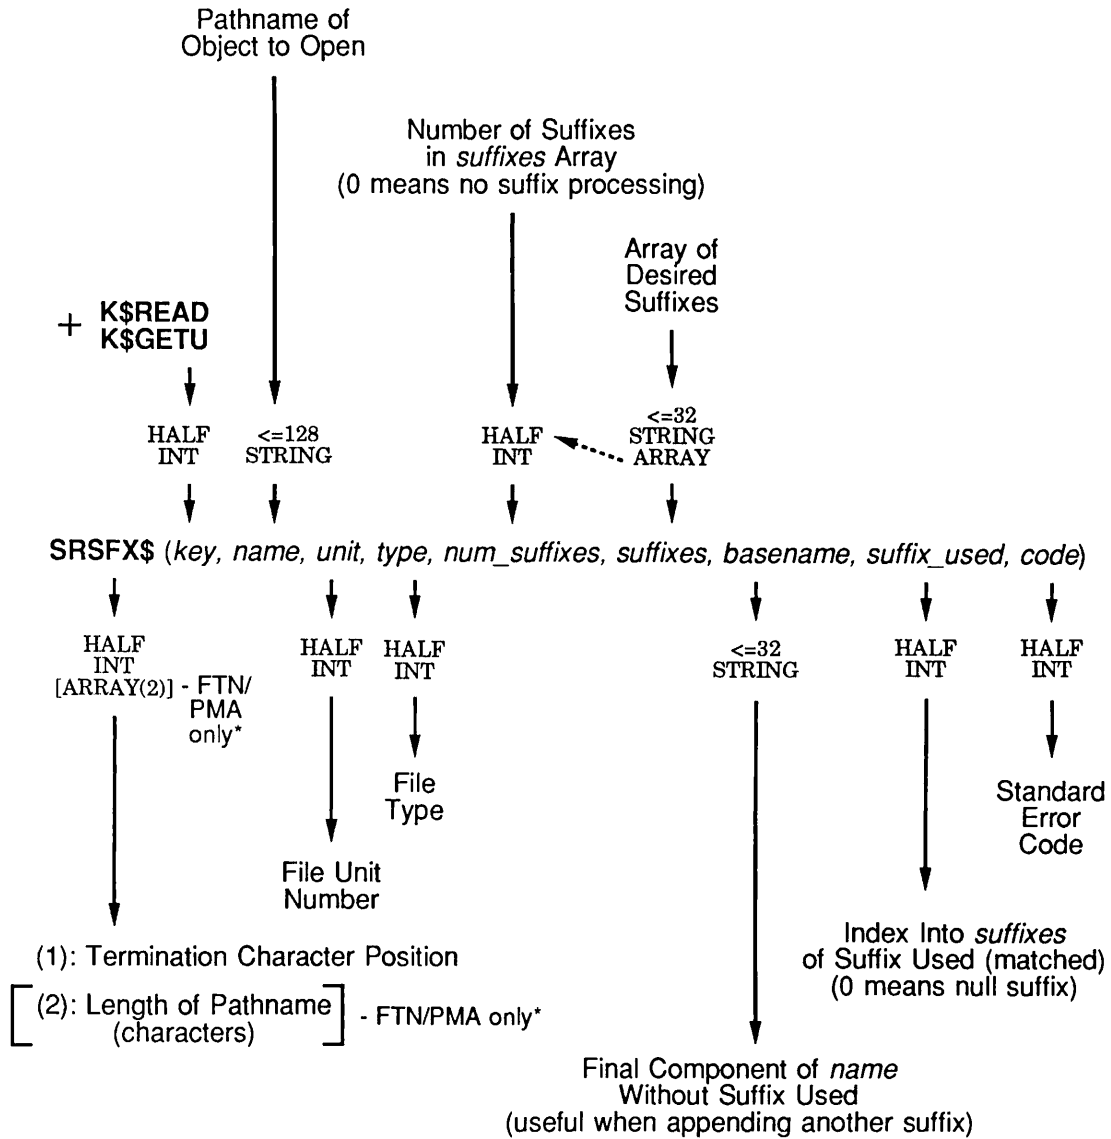 Pathname of
Object to Open
Number of Suffixes
in suffixes Array
(0 means no suffix processing)
Array of
Desired
Suffixes
+ K$READ
K$GETU
HALF
INT
<=128
STRING
HALF
INT
<=32
STRING
ARRAY
SRSFX$ (key, name, unit, type, num_suffixes, suffixes, basename, suffix_used, code)
HALF
INT
[ARRAY(2)] - FTN/
PMA
only*
HALF
INT
HALF
INT
<=32
STRING
HALF
INT
HALF
INT
File
Type
Standard
Error
Code
File Unit
Number
(1): Termination Character Position
[(2): Length of Pathname
(characters)] - FTN/PMA only*
Index Into suffixes
of Suffix Used (matched)
(0 means null suffix)
Final Component of name
Without Suffix Used
(useful when appending another suffix)